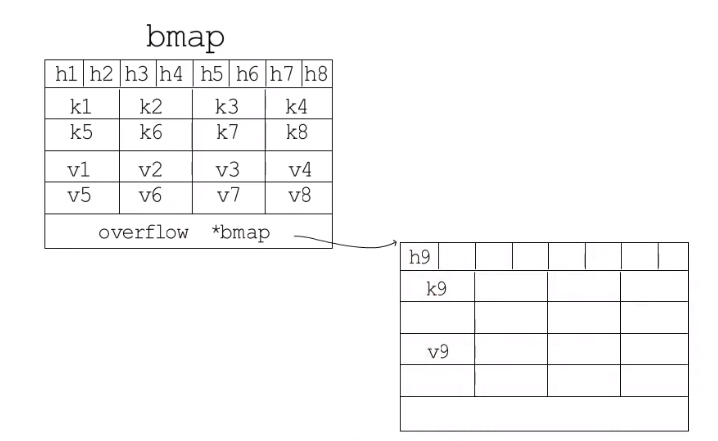 bmap
h1 h2 h3 h4 h5 h6 h7 h8
k1 k2 k3 k4
k5 k6 k7 k8
v1 v2 v3 v4
v5 v6 v7 v8
overflow *bmap
h9
k9
v9